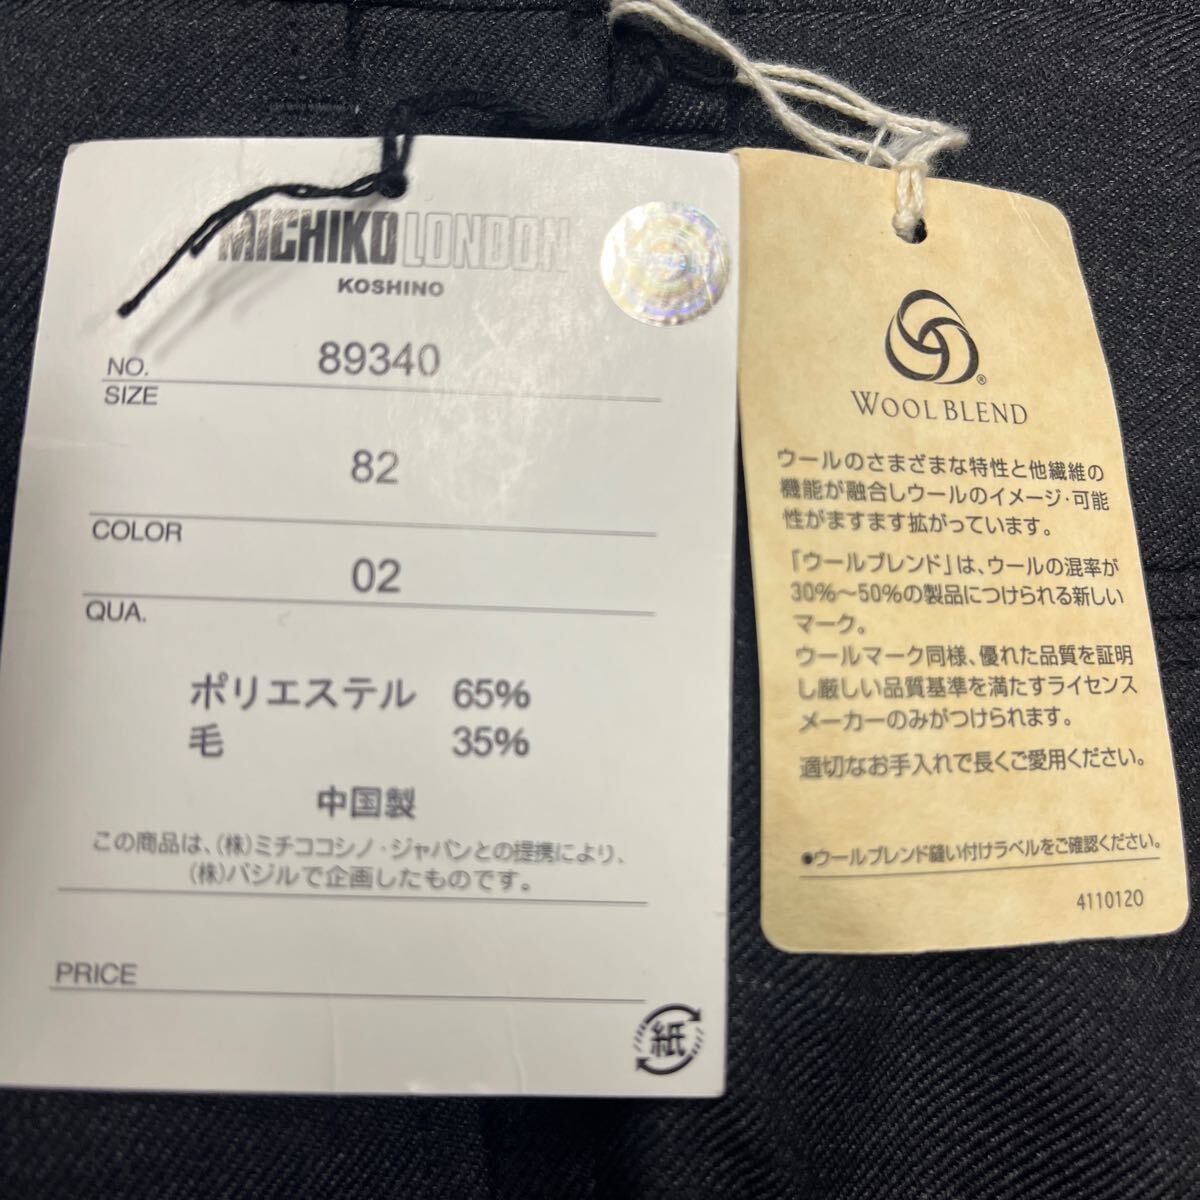 MICHIKO LONDON
KOSHINO
NO. 89340
SIZE
82
COLOR
02
QUA.
ポリエステル 65%
毛 35%
中国製
この商品は、(株)ミチココシノ・ジャパンとの提携により、
(株)バジルで企画したものです。
PRICE
紙
WOOL BLEND
ウールのさまざまな特性と他繊維の
機能が融合しウールのイメージ・可能
性がますます拡がっています。
「ウールブレンド」は、ウールの混率が
30%〜50%の製品につけられる新しい
マーク。
ウールマーク同様、優れた品質を証明
し厳しい品質基準を満たすライセンス
メーカーのみがつけられます。
適切なお手入れで長くご愛用ください。
●ウールブレンド縫い付けラベルをご確認ください。
4110120